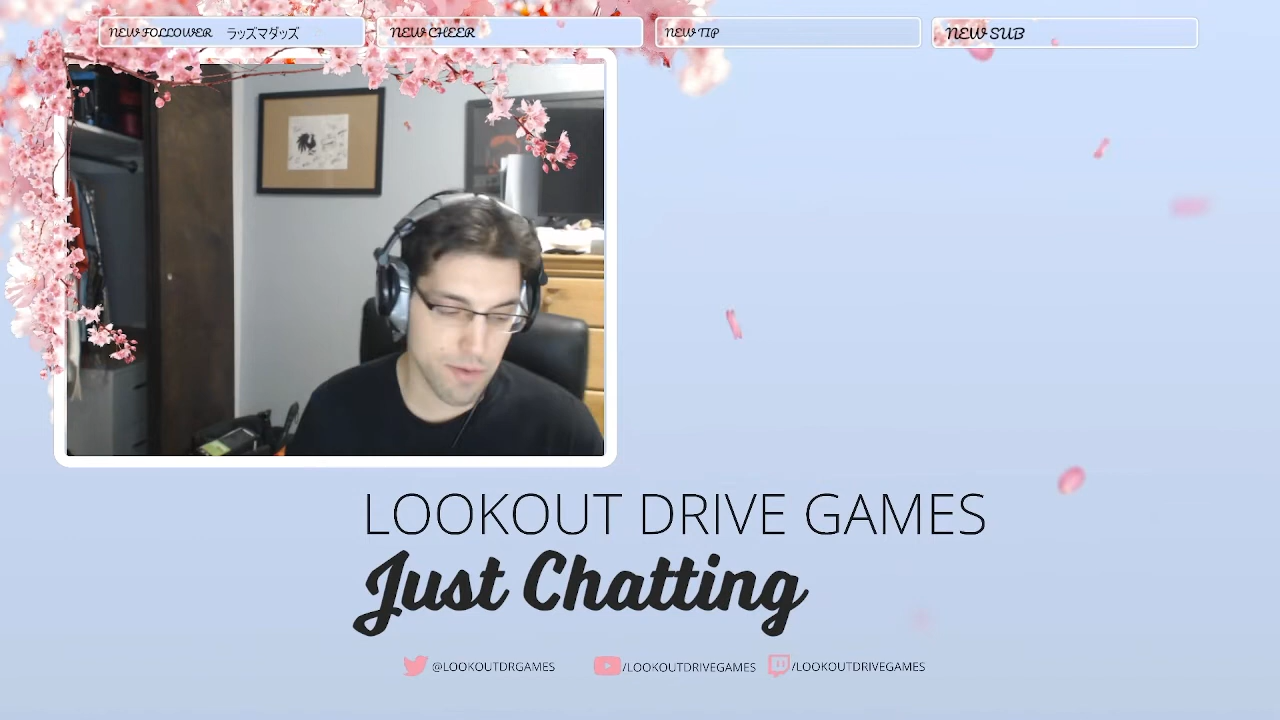 NEW FOLLOWER ラッズマダッズ
NEW CHEER
NEW TIP
NEW SUB
LOOKOUT DRIVE GAMES
Just Chatting
@LOOKOUTDRGAMES
/LOOKOUTDRIVEGAMES
/LOOKOUTDRIVEGAMES